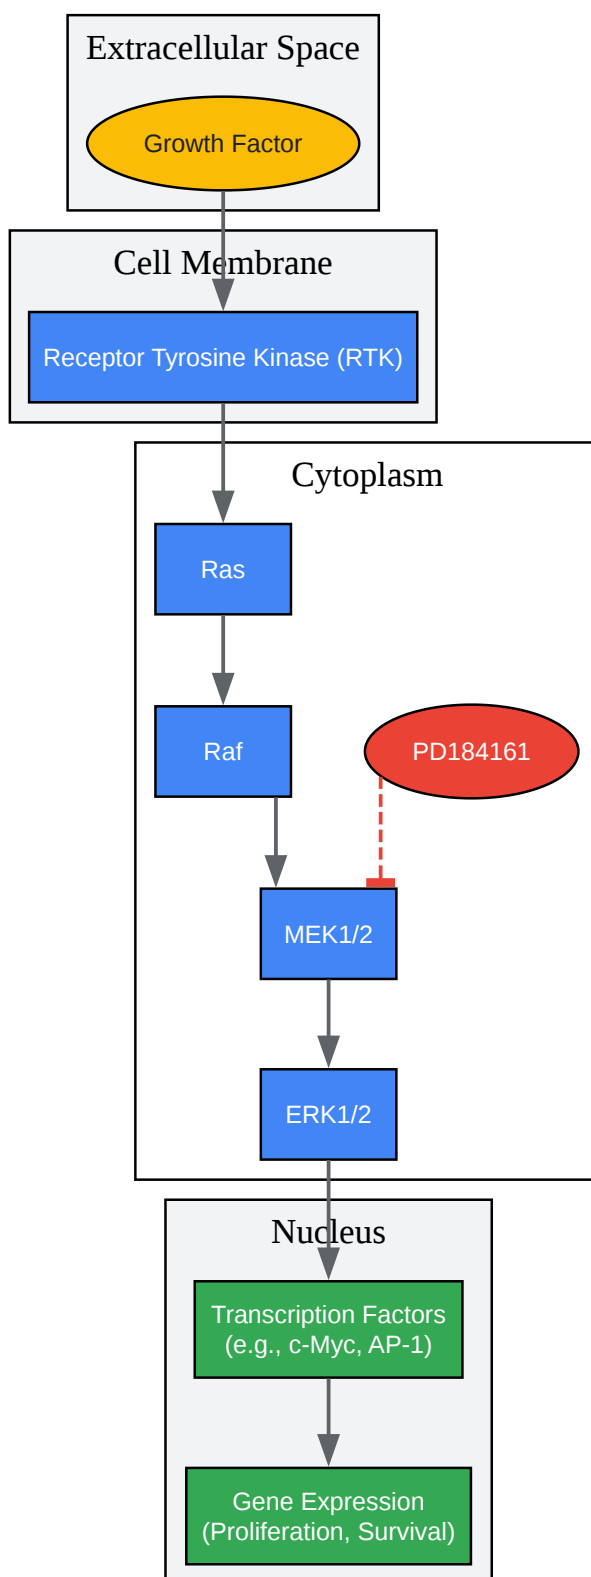 Extracellular Space
Growth Factor
Cell Membrane
Receptor Tyrosine Kinase (RTK)
Cytoplasm
Ras
Raf
PD184161
MEK1/2
ERK1/2
Nucleus
Transcription Factors
(e.g., c-Myc, AP-1)
Gene Expression
(Proliferation, Survival)